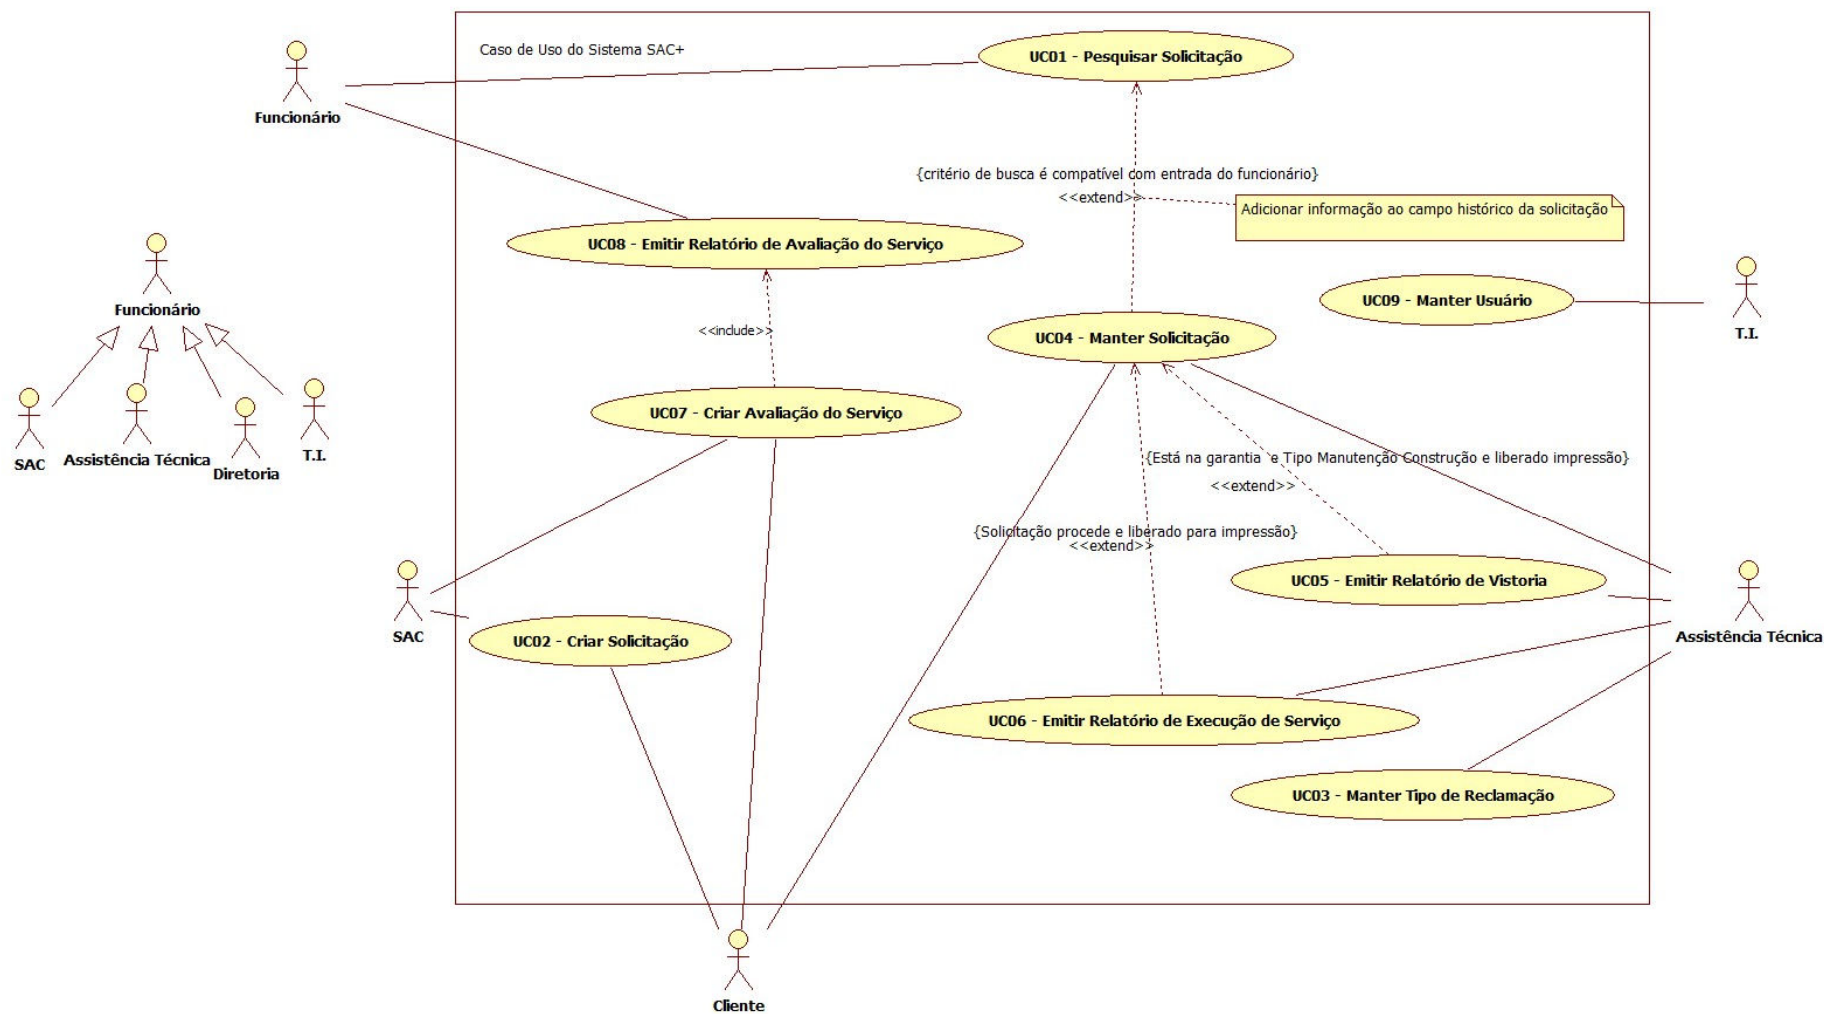 Caso de Uso do Sistema SAC+
UC01 - Pesquisar Solicitação
Funcionário
{critério de busca é compatível com entrada do funcionário}
<<extend>>
Adicionar informação ao campo histórico da solicitação
UC08 - Emitir Relatório de Avaliação do Serviço
Funcionário
UC09 - Manter Usuário
T.I.
<<include>>
UC04 - Manter Solicitação
UC07 - Criar Avaliação do Serviço
SAC
Assistência Técnica
Diretoria
T.I.
{Está na garantia e Tipo Manutenção Construção e liberado impressão}
<<extend>>
{Solicitação procede e liberado para impressão}
<<extend>>
UC05 - Emitir Relatório de Vistoria
SAC
UC02 - Criar Solicitação
Assistência Técnica
UC06 - Emitir Relatório de Execução de Serviço
UC03 - Manter Tipo de Reclamação
Cliente